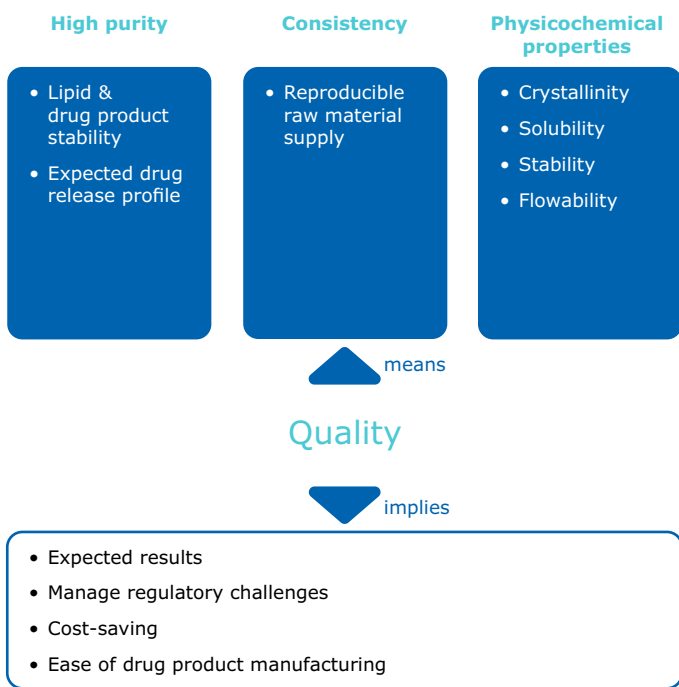 High purity
• Lipid &
drug product
stability
• Expected drug
release profile
Consistency
• Reproducible
raw material
supply
Physicochemical
properties
• Crystallinity
• Solubility
• Stability
• Flowability
means
Quality
implies
• Expected results
• Manage regulatory challenges
• Cost-saving
• Ease of drug product manufacturing